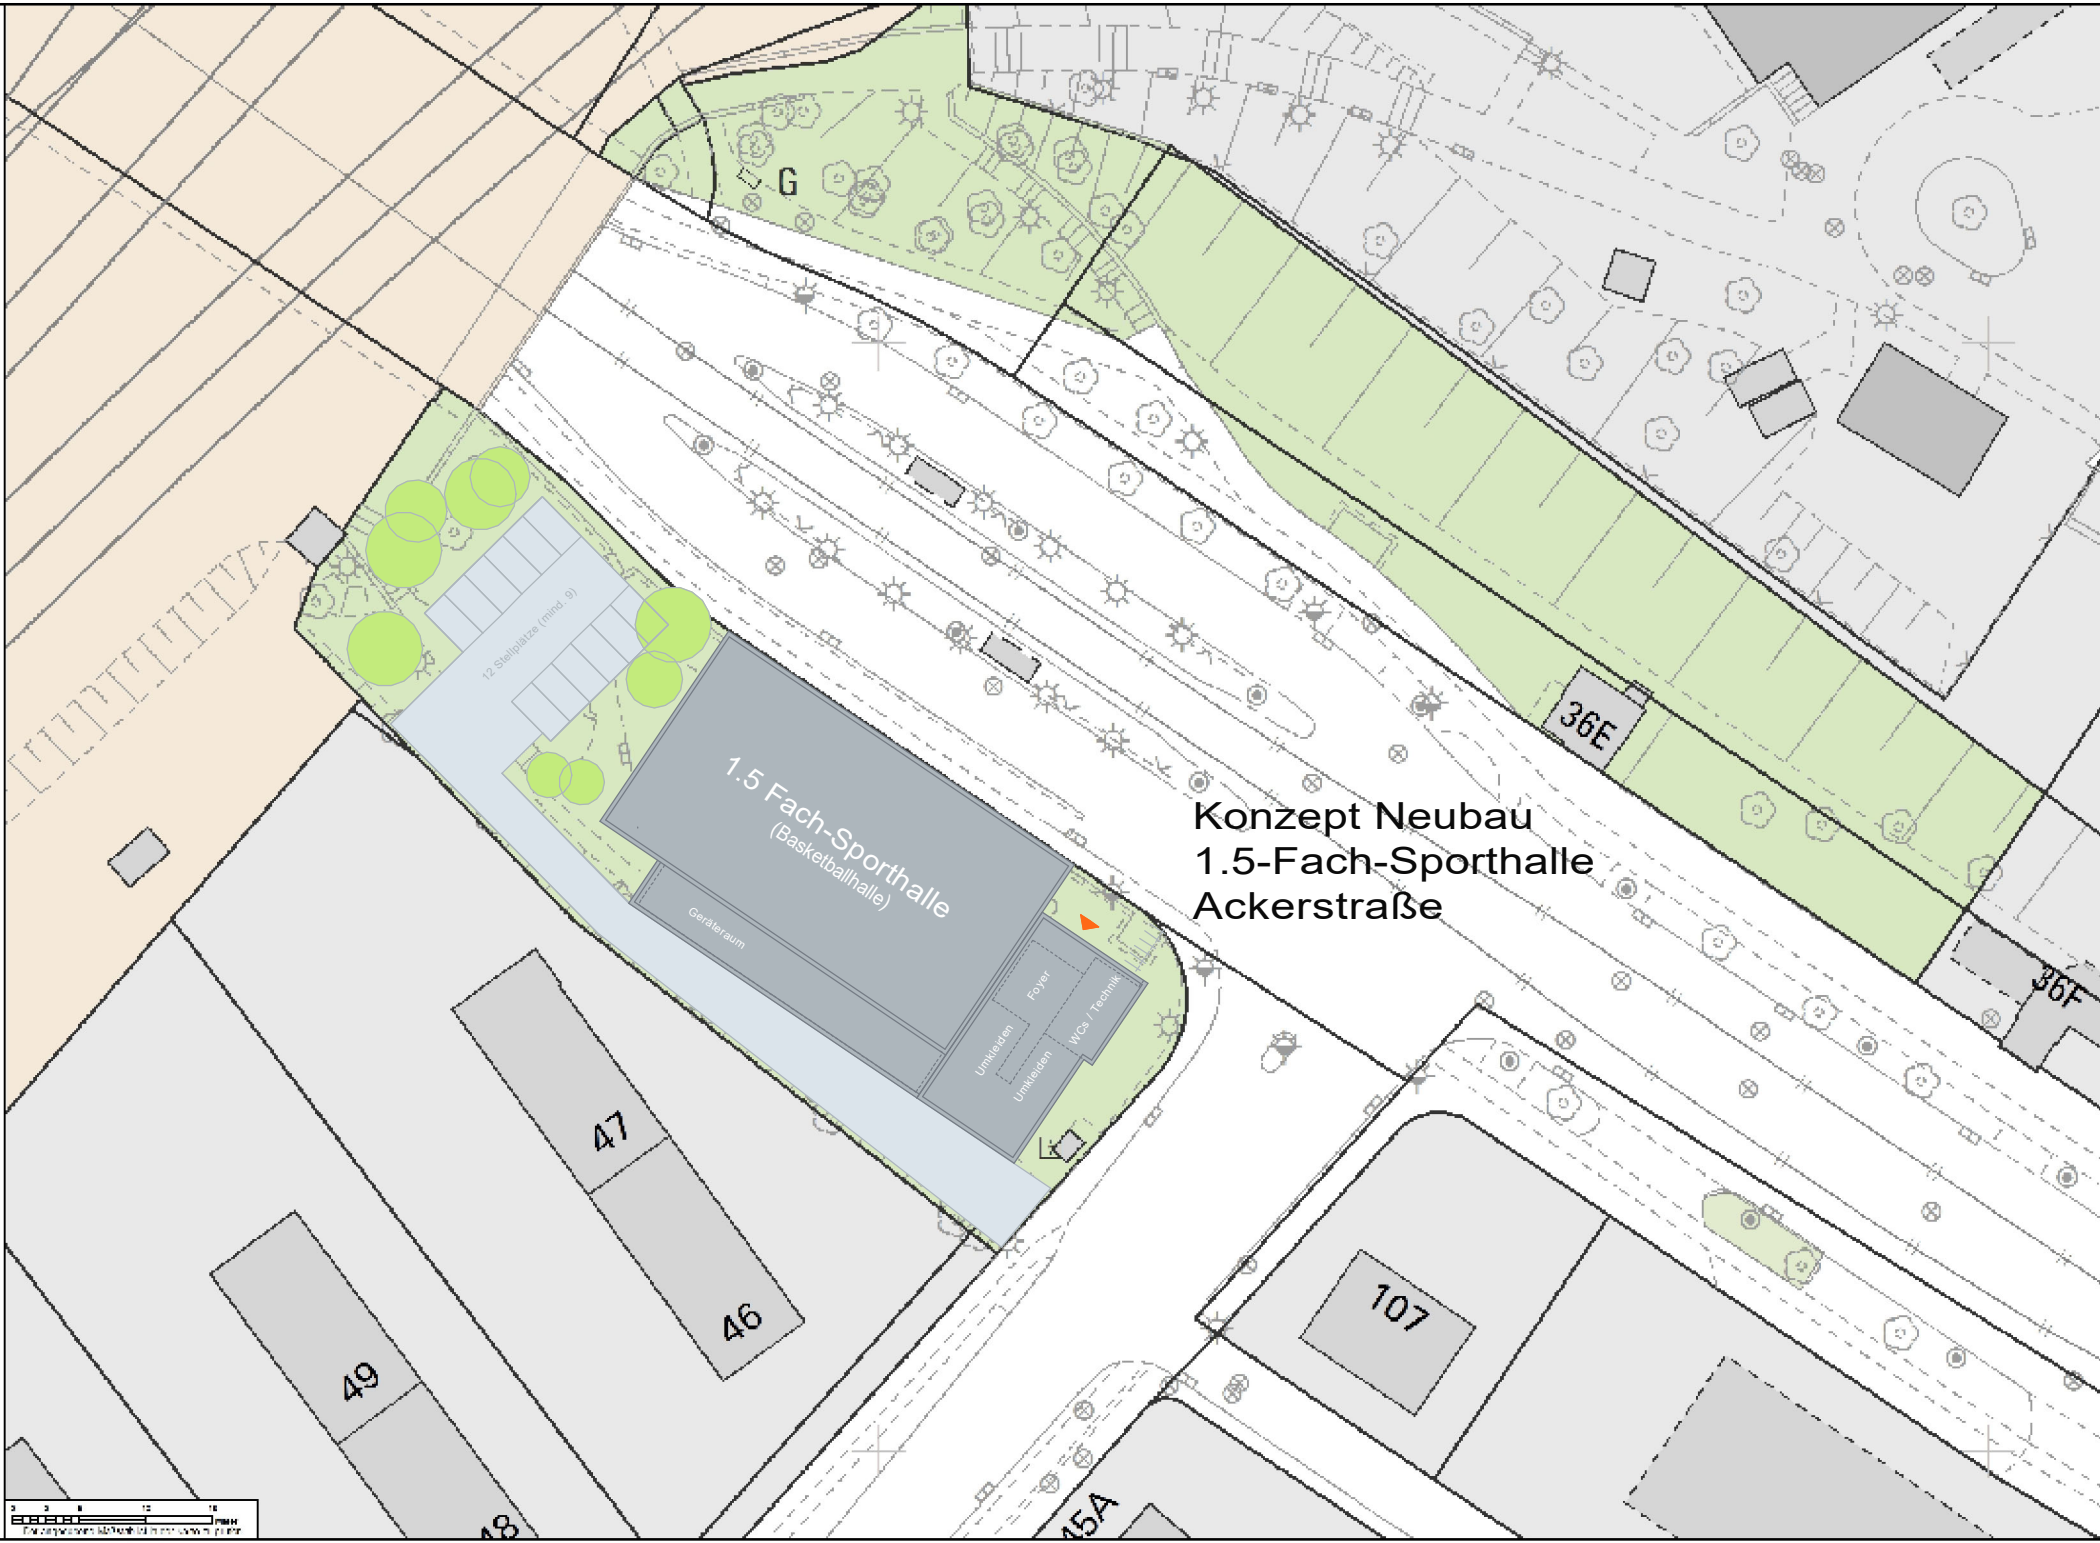 G
12 Stellplätze (mind. 9)
36E
1.5 Fach-Sporthalle
(Basketballhalle)
Konzept Neubau
1.5-Fach-Sporthalle
Ackerstraße
Geräteraum
Foyer
WCs / Technik
Umkleiden
Umkleiden
36F
47
46
107
49
48
45A